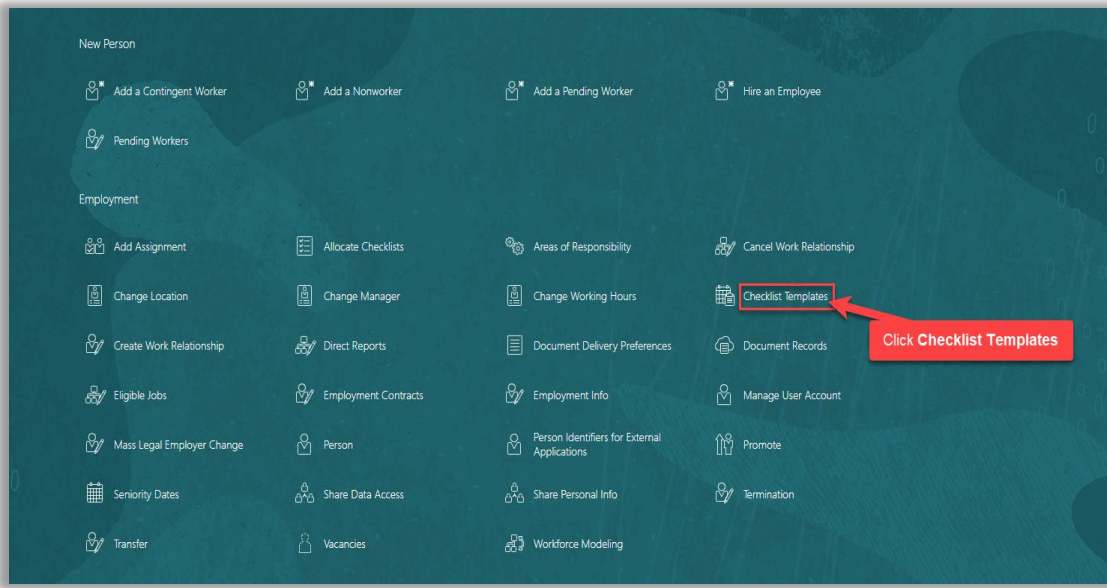 New Person
Add a Contingent Worker
Add a Nonworker
Add a Pending Worker
Hire an Employee
Pending Workers
Employment
Add Assignment
Allocate Checklists
Areas of Responsibility
Cancel Work Relationship
Change Location
Change Manager
Change Working Hours
Checklist Templates
Click Checklist Templates
Create Work Relationship
Direct Reports
Document Delivery Preferences
Document Records
Eligible Jobs
Employment Contracts
Employment Info
Manage User Account
Mass Legal Employer Change
Person
Person Identifiers for External
Applications
Promote
Seniority Dates
Share Data Access
Share Personal Info
Termination
Transfer
Vacancies
Workforce Modeling